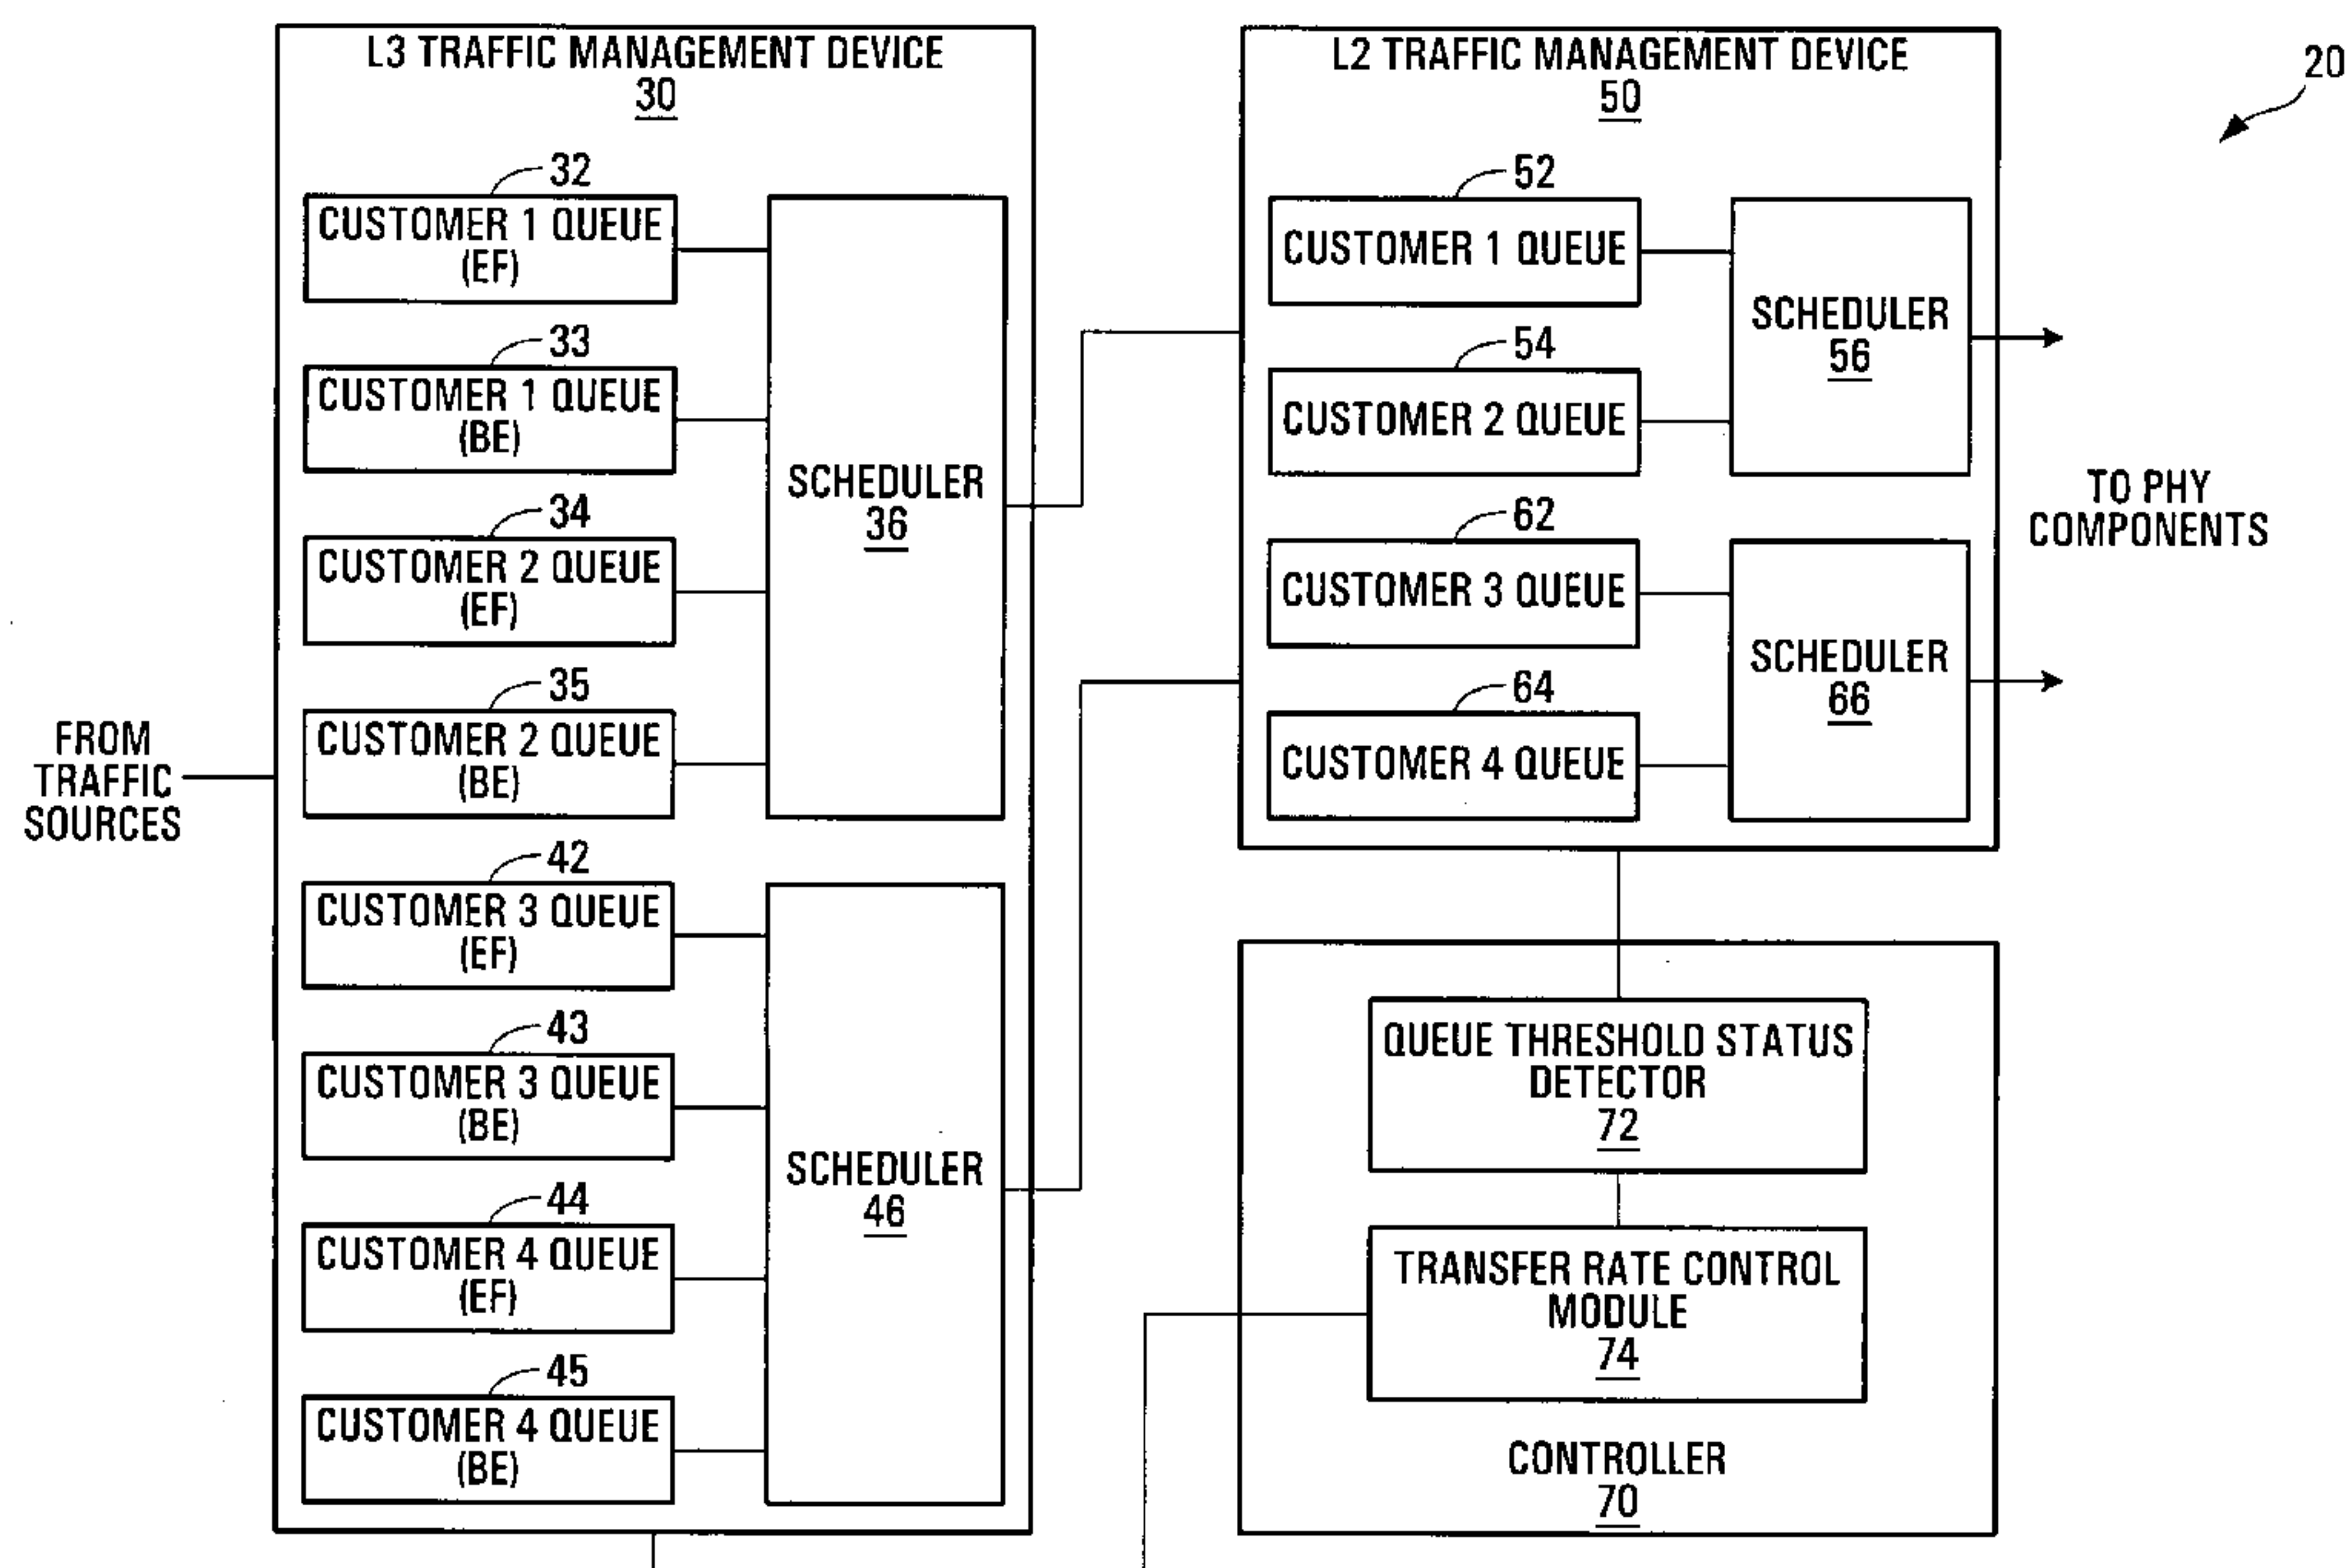 L3 TRAFFIC MANAGEMENT DEVICE
30
32
CUSTOMER 1 QUEUE
(EF)
33
CUSTOMER 1 QUEUE
(BE)
34
CUSTOMER 2 QUEUE
(EF)
35
CUSTOMER 2 QUEUE
(BE)
SCHEDULER
36
FROM
TRAFFIC
SOURCES
42
CUSTOMER 3 QUEUE
(EF)
43
CUSTOMER 3 QUEUE
(BE)
44
CUSTOMER 4 QUEUE
(EF)
45
CUSTOMER 4 QUEUE
(BE)
SCHEDULER
46
L2 TRAFFIC MANAGEMENT DEVICE
50
52
CUSTOMER 1 QUEUE
54
CUSTOMER 2 QUEUE
SCHEDULER
56
62
CUSTOMER 3 QUEUE
64
CUSTOMER 4 QUEUE
SCHEDULER
66
20
TO PHY
COMPONENTS
QUEUE THRESHOLD STATUS
DETECTOR
72
TRANSFER RATE CONTROL
MODULE
74
CONTROLLER
70